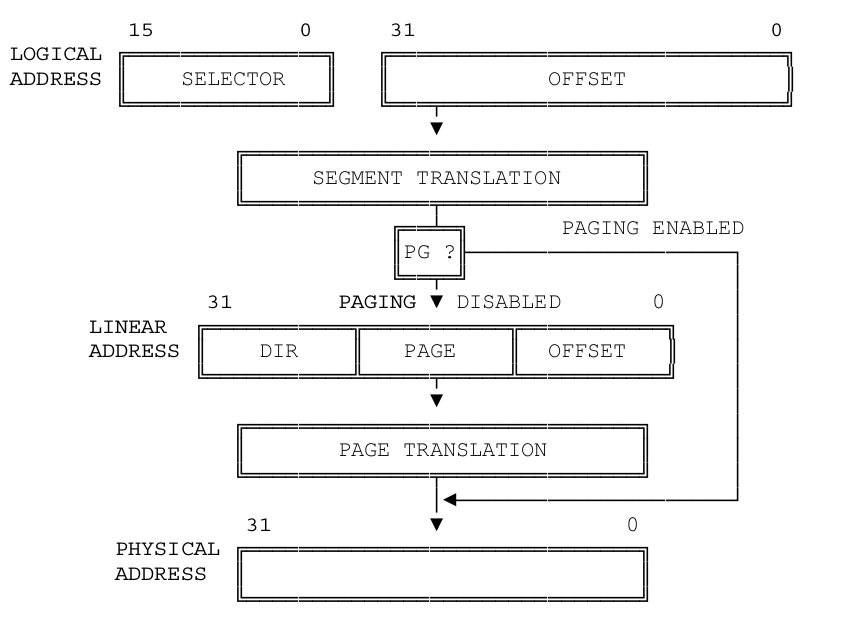 15 0 31 0
LOGICAL
ADDRESS SELECTOR OFFSET
SEGMENT TRANSLATION
PAGING ENABLED
PG ?
31 PAGING DISABLED 0
LINEAR
ADDRESS DIR PAGE OFFSET
PAGE TRANSLATION
31 0
PHYSICAL
ADDRESS